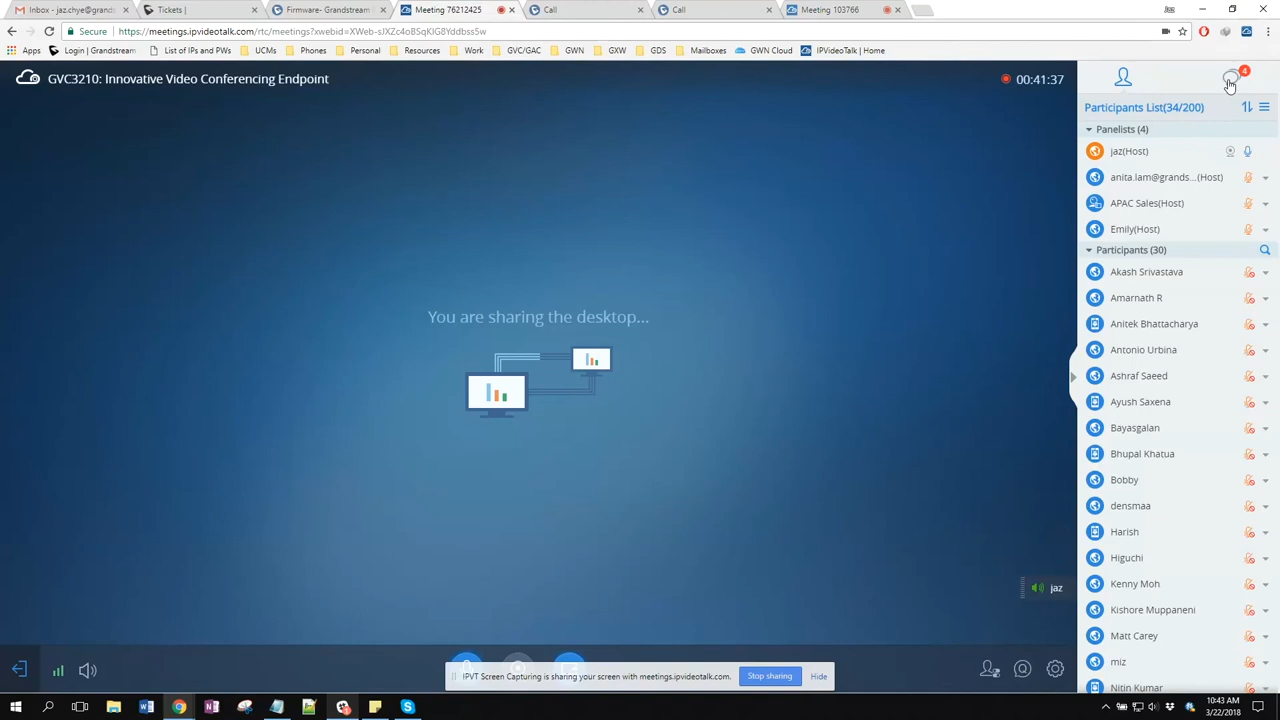 Inbox - jaz.chye@grands
Tickets |
Firmware- Grandstream
Meeting 76212425
Call
Call
Meeting 103766
Secure
https://meetings.ipvideotalk.com/rtc/meetings?xwebid=XWeb-sJXZc4oBSqKIG8Yddbss5w
Apps
Login | Grandstream
List of IPs and PWs
UCMs
Phones
Personal
Resources
Work
GVC/GAC
GWN
GXW
GDS
Mailboxes
GWN Cloud
IPVideoTalk | Home
GVC3210: Innovative Video Conferencing Endpoint
00:41:37
4
Participants List(34/200)
Panelists (4)
jaz(Host)
anita.lam@grands...(Host)
APAC Sales(Host)
Emily(Host)
Participants (30)
Akash Srivastava
Amarnath R
Anitek Bhattacharya
Antonio Urbina
Ashraf Saeed
Ayush Saxena
Bayasgalan
Bhupal Khatua
Bobby
densmaa
Harish
Higuchi
Kenny Moh
Kishore Muppaneni
Matt Carey
miz
Nitin Kumar
You are sharing the desktop...
jaz
IPVT Screen Capturing is sharing your screen with meetings.ipvideotalk.com.
Stop sharing
Hide
10:43 AM
3/22/2018